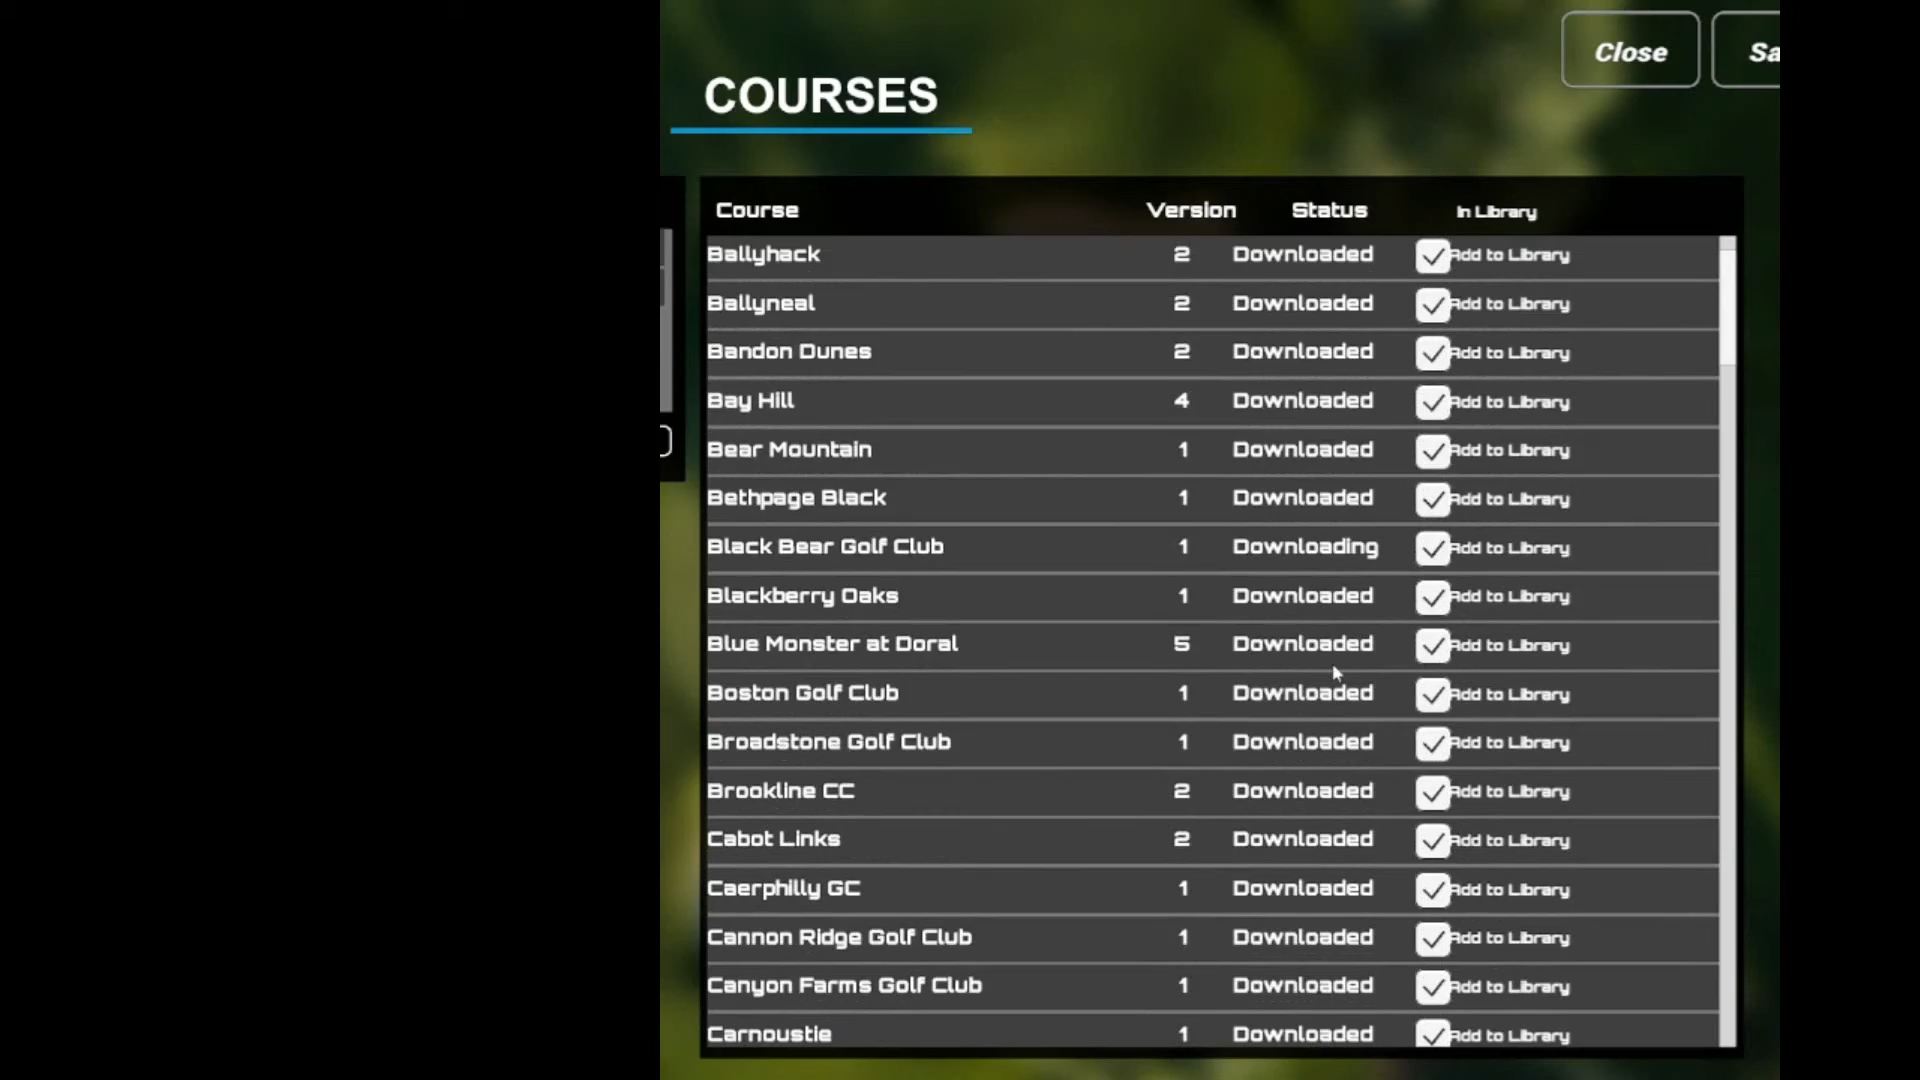 Close
Sa
COURSES
Course Version Status In Library
Ballyhack 2 Downloaded Add to Library
Ballyneal 2 Downloaded Add to Library
Bandon Dunes 2 Downloaded Add to Library
Bay Hill 4 Downloaded Add to Library
Bear Mountain 1 Downloaded Add to Library
Bethpage Black 1 Downloaded Add to Library
Black Bear Golf Club 1 Downloading Add to Library
Blackberry Oaks 1 Downloaded Add to Library
Blue Monster at Doral 5 Downloaded Add to Library
Boston Golf Club 1 Downloaded Add to Library
Broadstone Golf Club 1 Downloaded Add to Library
Brookline CC 2 Downloaded Add to Library
Cabot Links 2 Downloaded Add to Library
Caerphilly GC 1 Downloaded Add to Library
Cannon Ridge Golf Club 1 Downloaded Add to Library
Canyon Farms Golf Club 1 Downloaded Add to Library
Carnoustie 1 Downloaded Add to Library